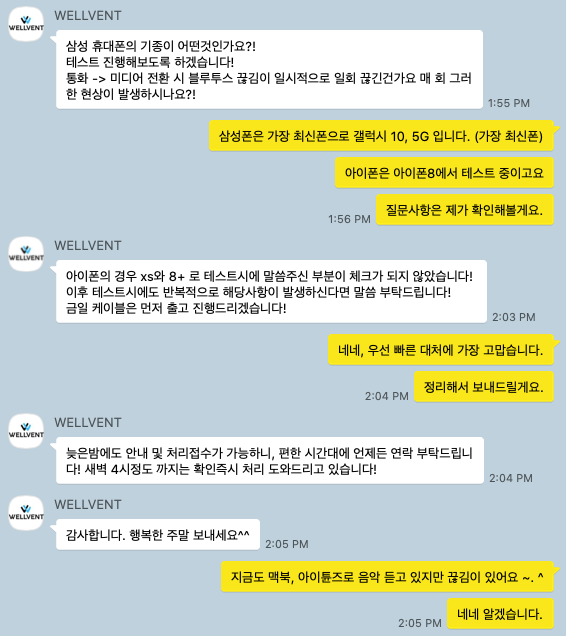 WELLVENT
WELLVENT
삼성 휴대폰의 기종이 어떤것인가요?!
테스트 진행해보도록 하겠습니다!
통화 -> 미디어 전환 시 블루투스 끊김이 일시적으로 일회 끊긴건가요 매 회 그러
한 현상이 발생하시나요?!
1:55 PM
삼성폰은 가장 최신폰으로 갤럭시 10, 5G 입니다. (가장 최신폰)
아이폰은 아이폰8에서 테스트 중이고요
질문사항은 제가 확인해볼게요.
1:56 PM
WELLVENT
WELLVENT
아이폰의 경우 xs와 8+ 로 테스트시에 말씀주신 부분이 체크가 되지 않았습니다!
이후 테스트시에도 반복적으로 해당사항이 발생하신다면 말씀 부탁드립니다!
금일 케이블은 먼저 출고 진행드리겠습니다!
2:03 PM
네네, 우선 빠른 대처에 가장 고맙습니다.
정리해서 보내드릴게요.
2:04 PM
WELLVENT
WELLVENT
늦은밤에도 안내 및 처리접수가 가능하니, 편한 시간대에 언제든 연락 부탁드립니
다! 새벽 4시정도 까지는 확인즉시 처리 도와드리고 있습니다!
2:04 PM
WELLVENT
WELLVENT
감사합니다. 행복한 주말 보내세요^^
2:05 PM
지금도 맥북, 아이튠즈로 음악 듣고 있지만 끊김이 있어요 ~. ^
네네 알겠습니다.
2:05 PM